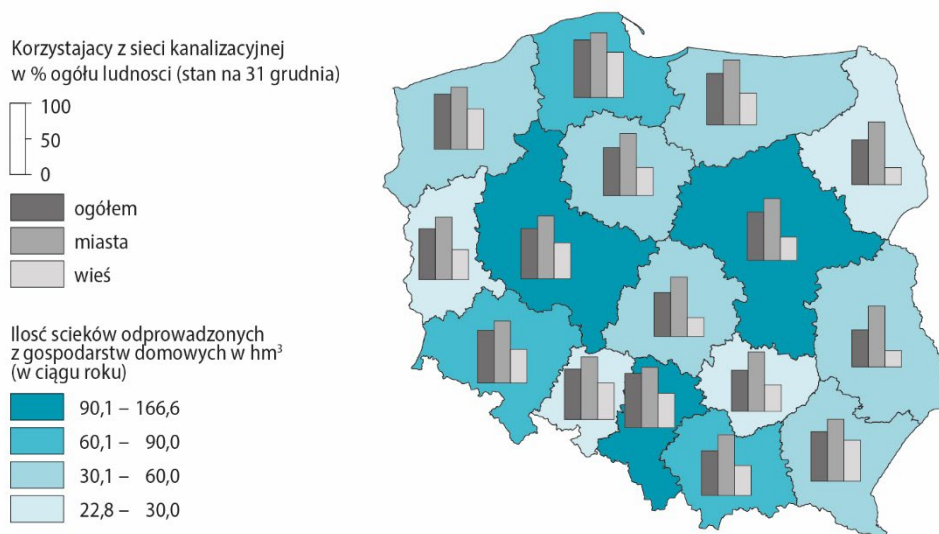 Korzystajacy z sieci kanalizacyjnej
w % ogółu ludnosci (stan na 31 grudnia)
100
50
0
ogółem
miasta
wieś
Ilosć scieków odprowadzonych
z gospodarstw domowych w hm³
(w ciągu roku)
90,1 – 166,6
60,1 – 90,0
30,1 – 60,0
22,8 – 30,0